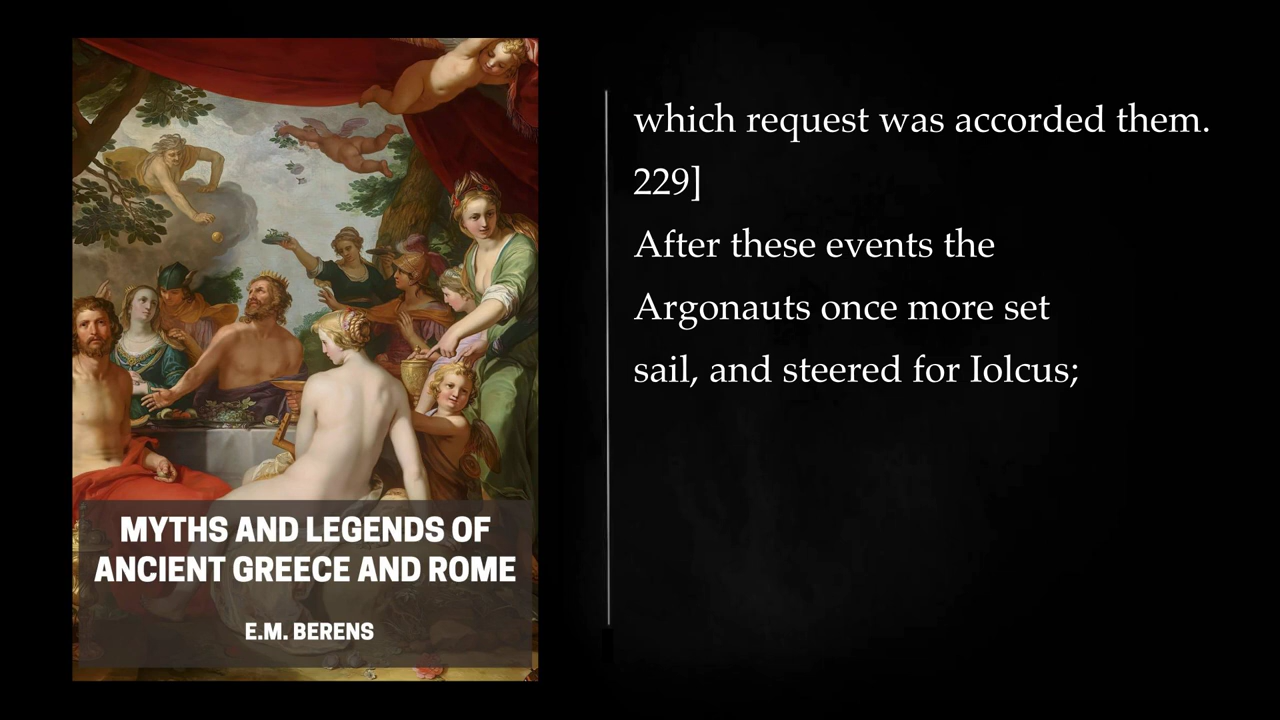 MYTHS AND LEGENDS OF
ANCIENT GREECE AND ROME
E.M. BERENS
which request was accorded them.
229]
After these events the
Argonauts once more set
sail, and steered for Iolcus;